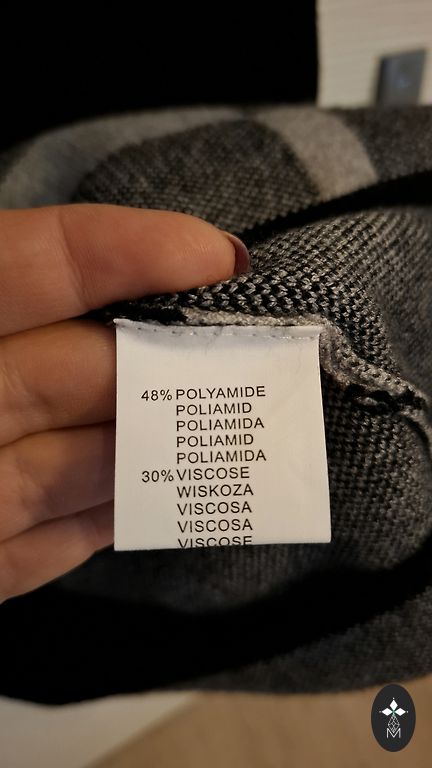 48% POLYAMIDE
POLIAMID
POLIAMIDA
POLIAMID
POLIAMIDA
30% VISCOSE
WISKOZA
VISCOSA
VISCOSA
VISCOSE